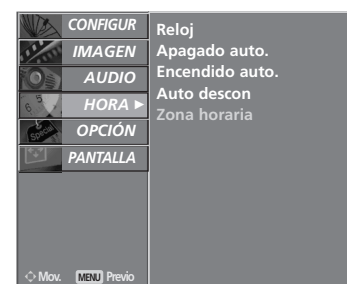 CONFIGUR
IMAGEN
AUDIO
HORA ►
OPCIÓN
PANTALLA
Reloj
Apagado auto.
Encendido auto.
Auto descon
Zona horaria
Mov. MENU Previo